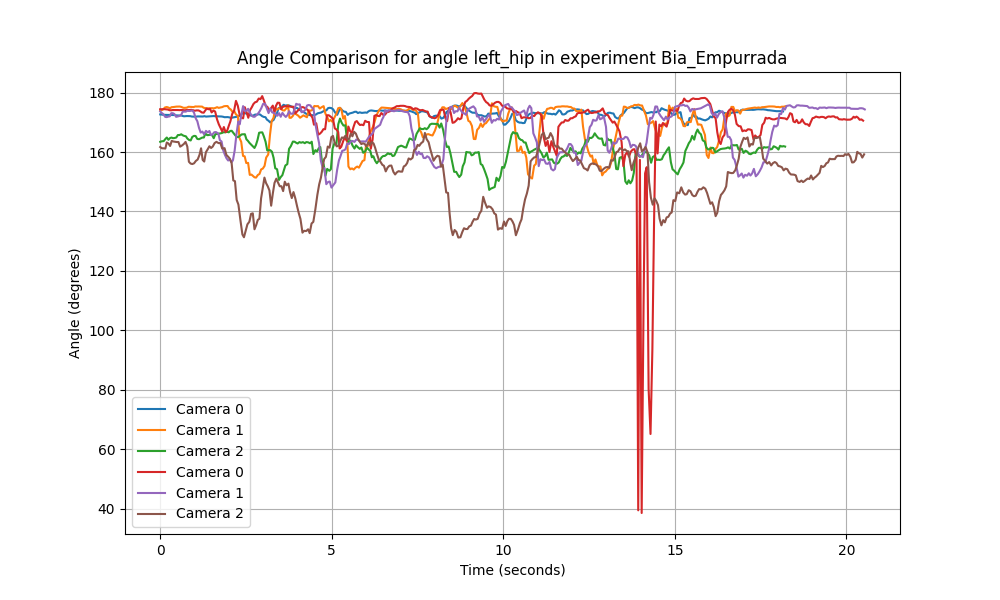 Angle Comparison for angle left_hip in experiment Bia_Empurrada
180
160
140
120
100
80
60
40
Angle (degrees)
Camera 0
Camera 1
Camera 2
Camera 0
Camera 1
Camera 2
0
5
10
15
20
Time (seconds)